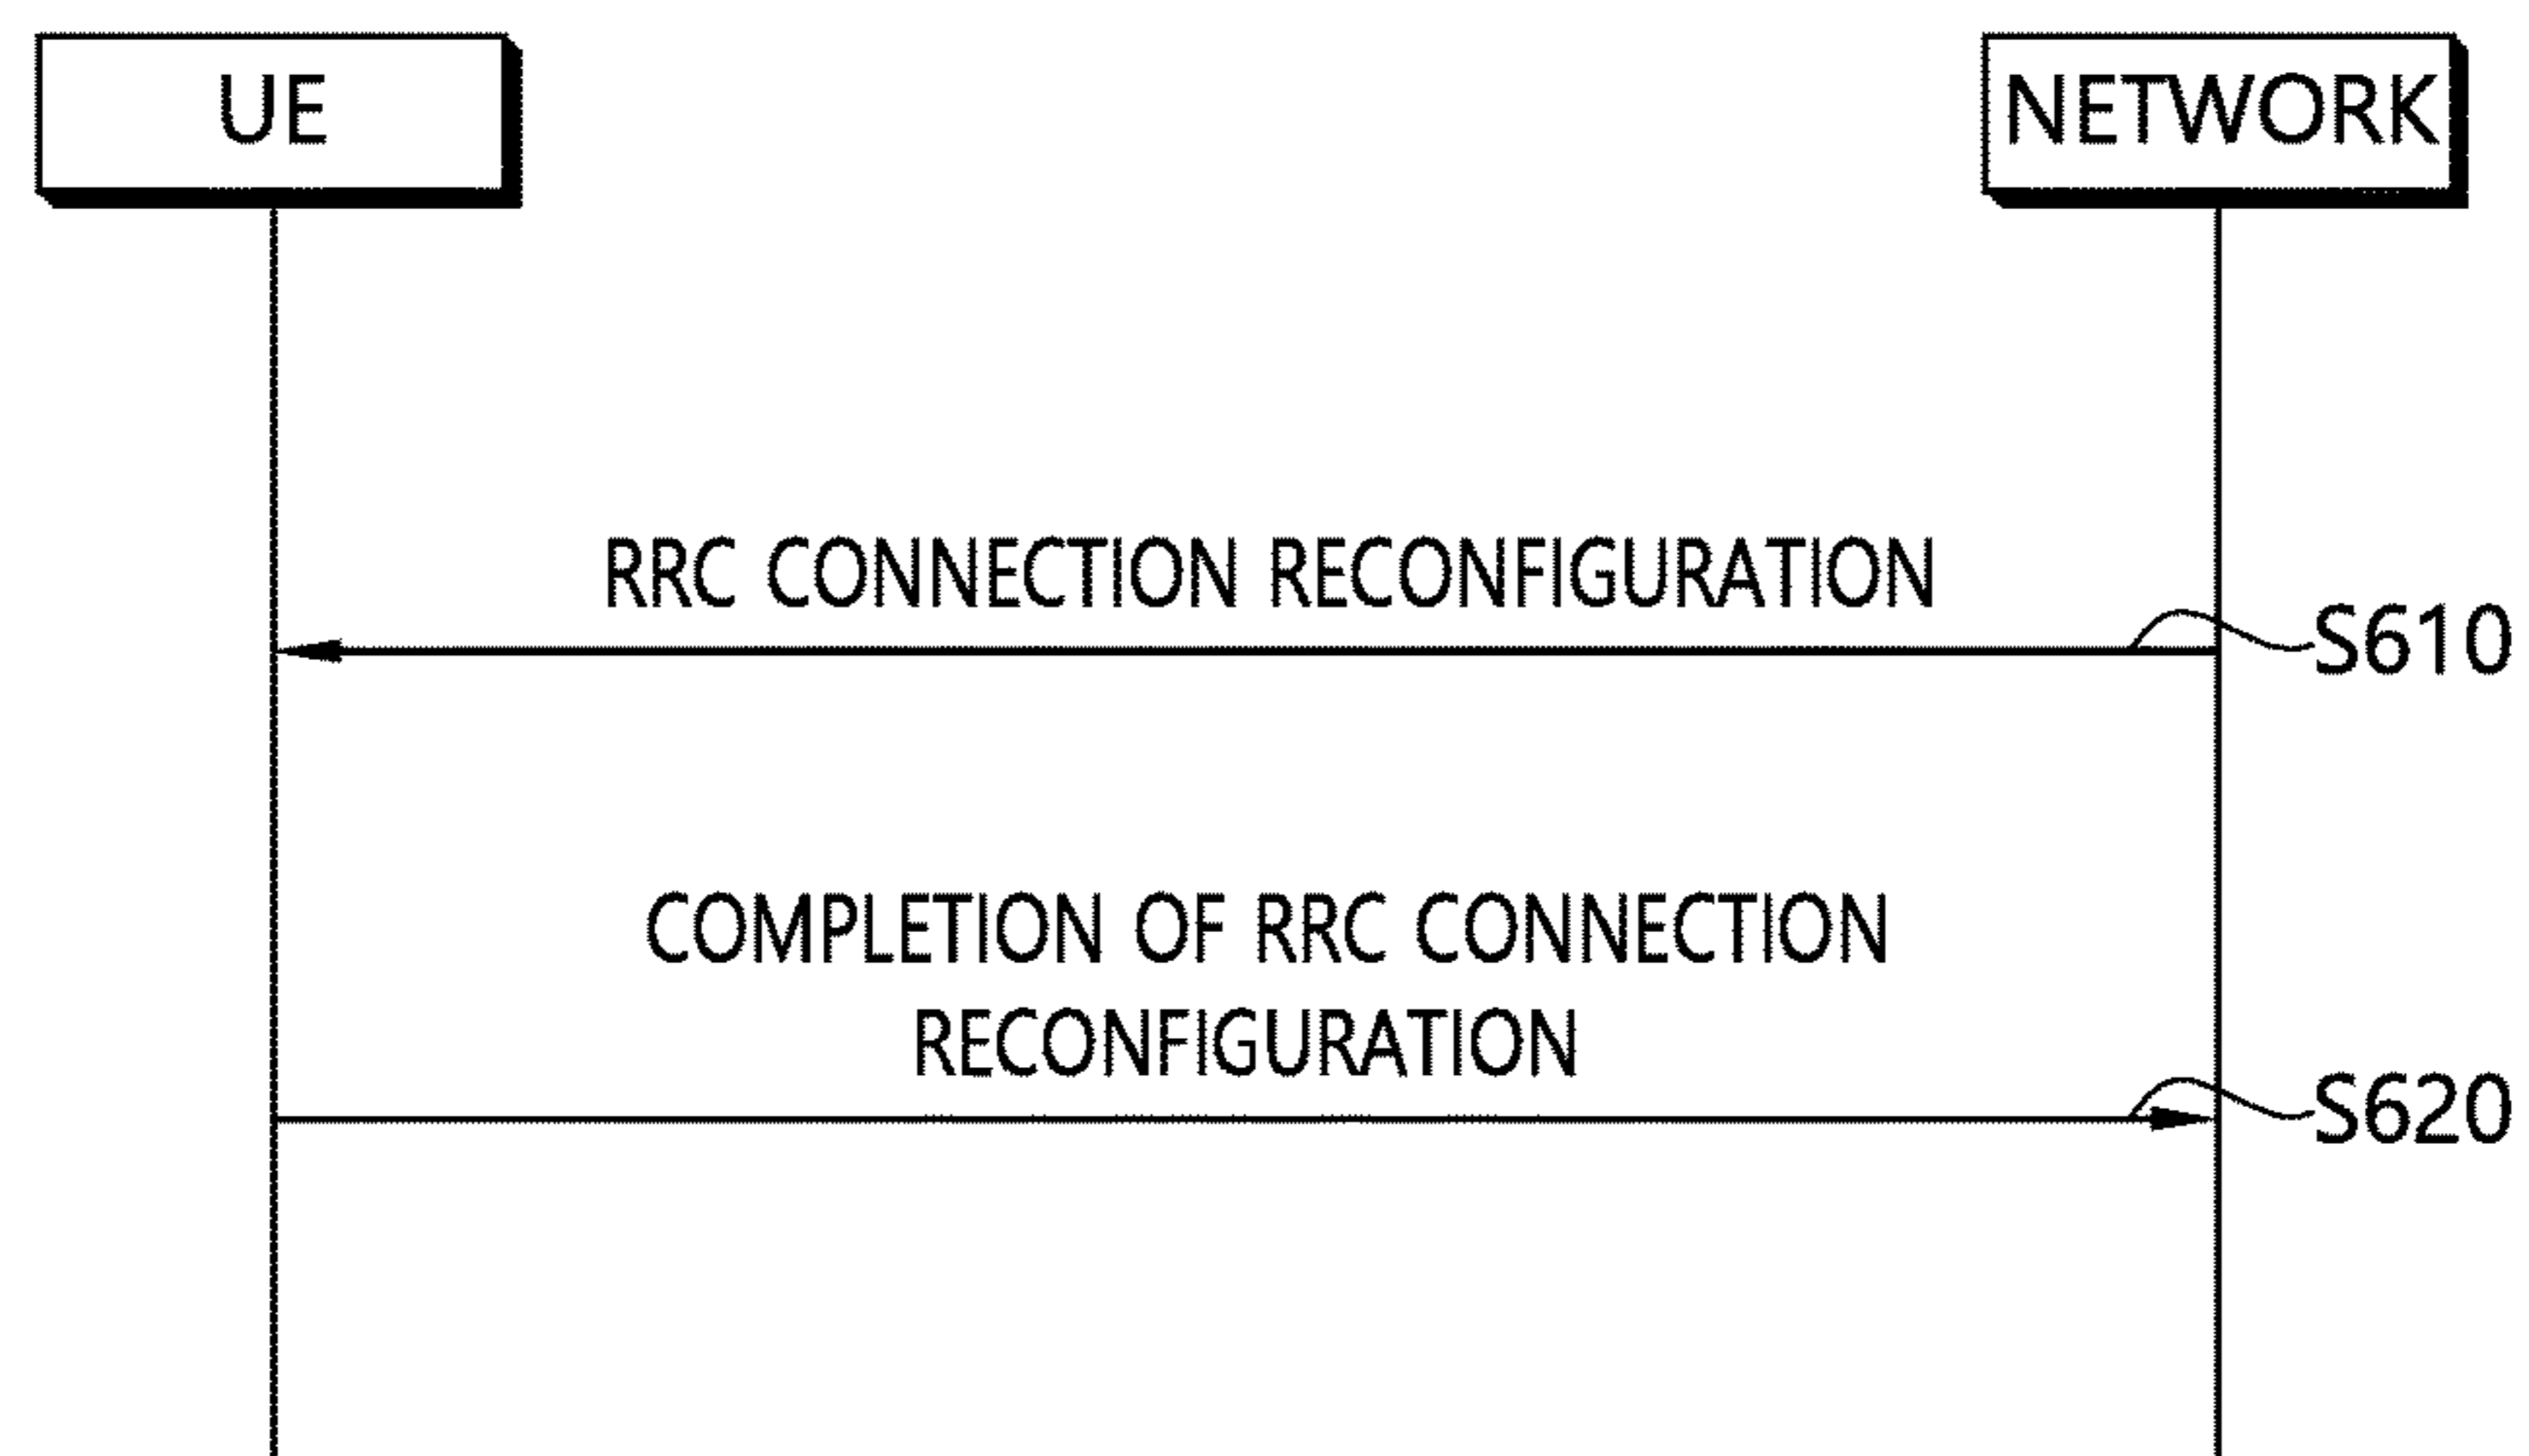 UE
NETWORK
RRC CONNECTION RECONFIGURATION
S610
COMPLETION OF RRC CONNECTION
RECONFIGURATION
S620